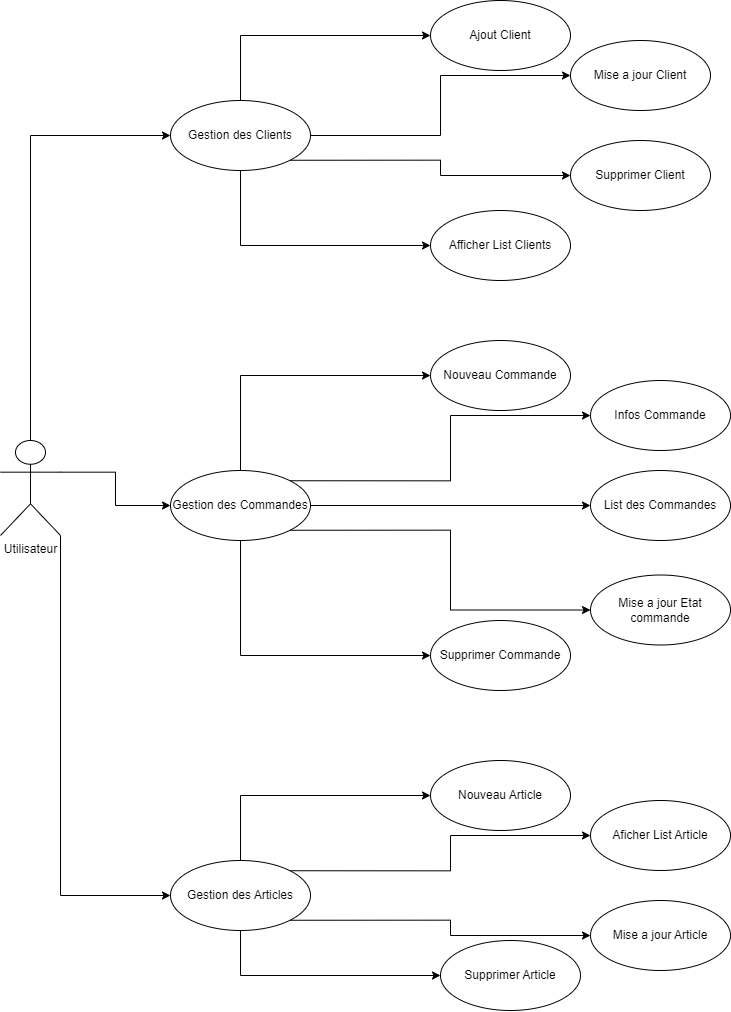 Ajout Client
Mise a jour Client
Gestion des Clients
Supprimer Client
Afficher List Clients
Nouveau Commande
Infos Commande
Gestion des Commandes
List des Commandes
Utilisateur
Mise a jour Etat
commande
Supprimer Commande
Nouveau Article
Aficher List Article
Gestion des Articles
Mise a jour Article
Supprimer Article